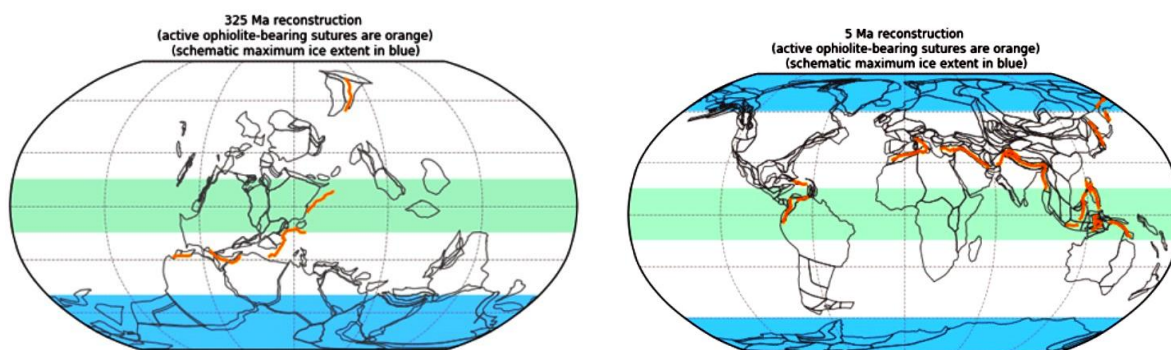 325 Ma reconstruction
(active ophiolite-bearing sutures are orange)
(schematic maximum ice extent in blue)
5 Ma reconstruction
(active ophiolite-bearing sutures are orange)
(schematic maximum ice extent in blue)